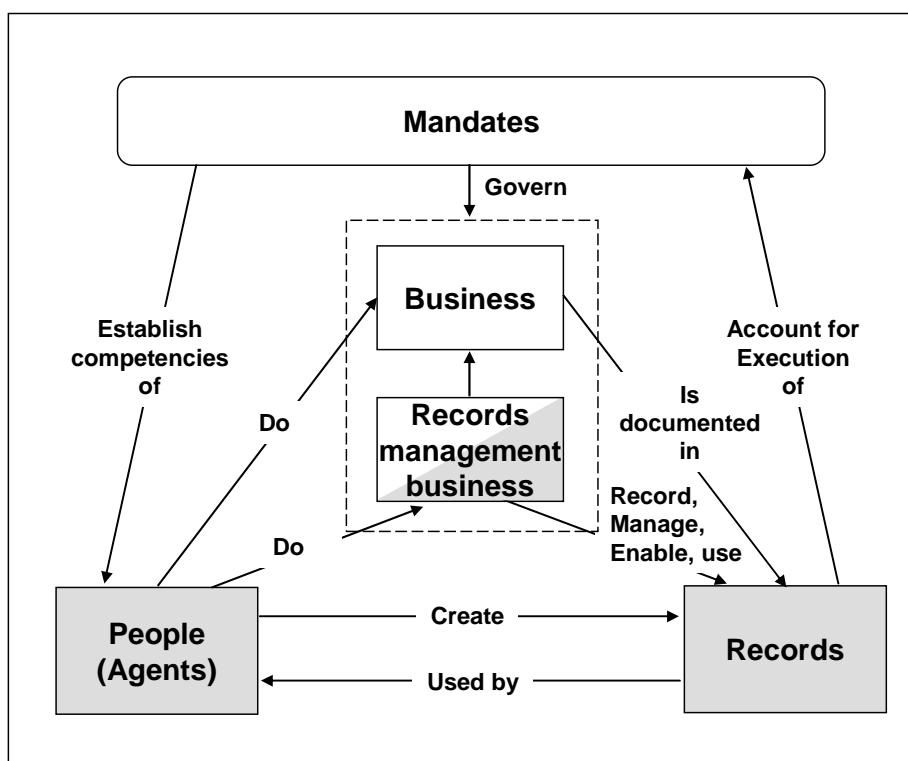 Mandates
Govern
Business
Establish
competencies
of
Account for
Execution
of
Do
Is
documented
in
Records
management
business
Record,
Manage,
Enable, use
Do
People
(Agents)
Create
Used by
Records